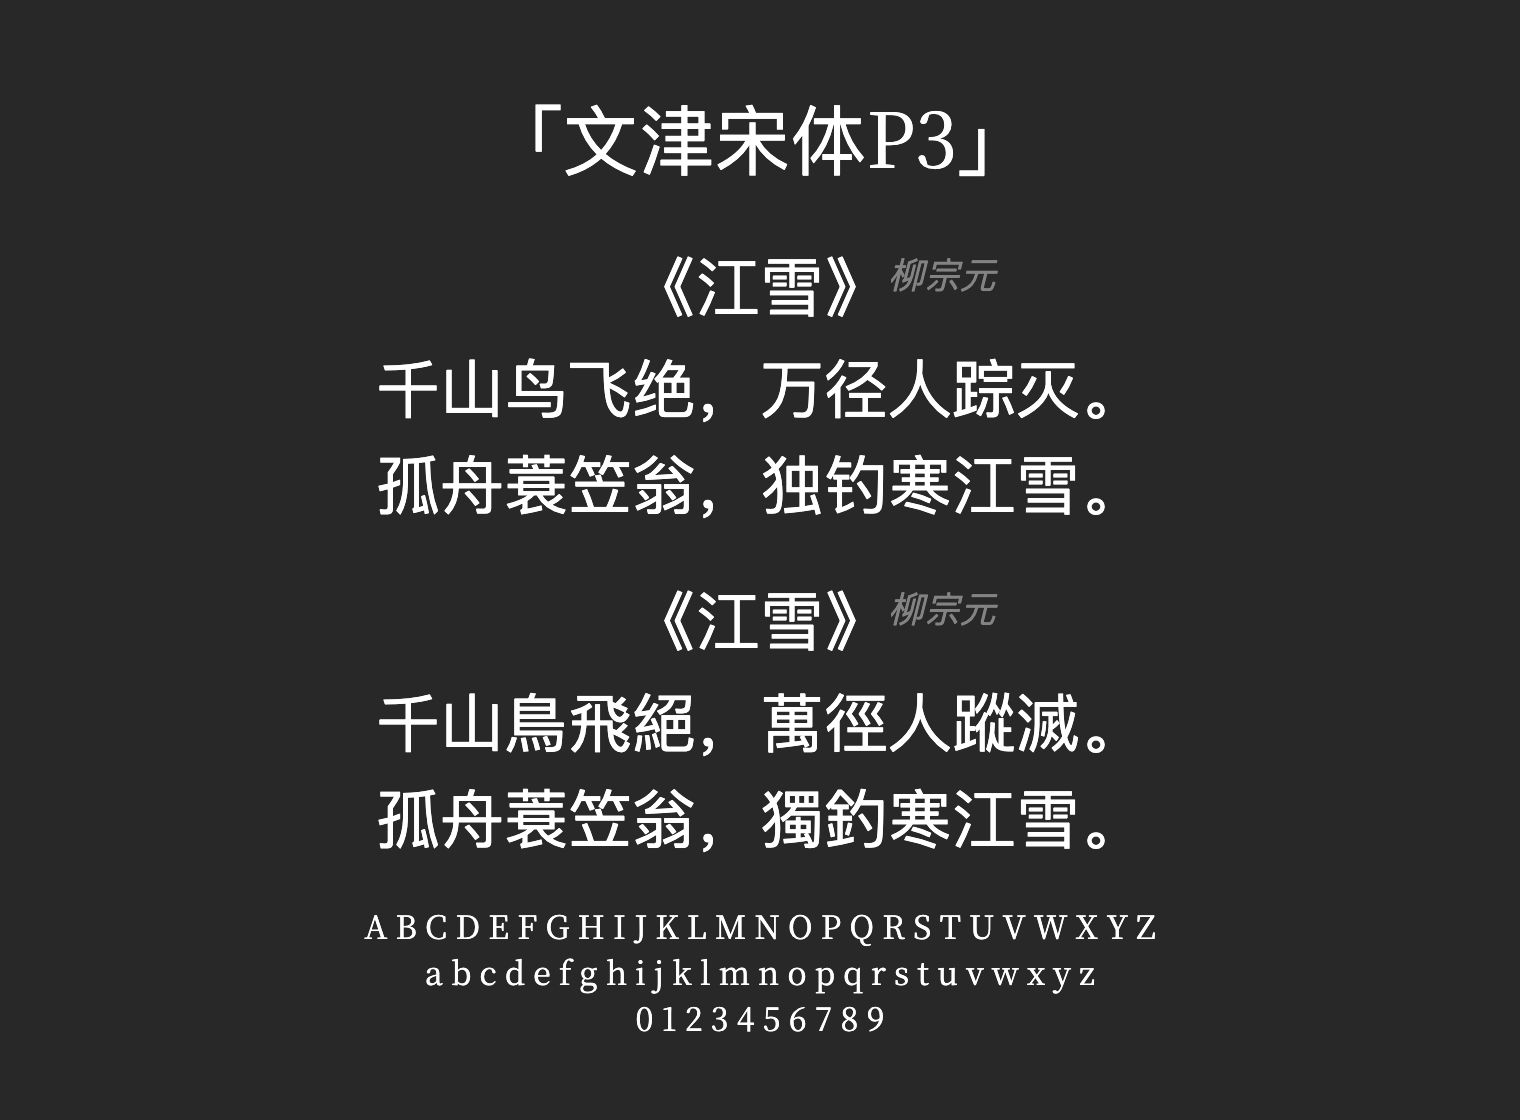 「文津宋体P3」
《江雪》柳宗元
千山鸟飞绝，万径人踪灭。
孤舟蓑笠翁，独钓寒江雪。
《江雪》柳宗元
千山鳥飛絕，萬徑人蹤滅。
孤舟蓑笠翁，獨釣寒江雪。
A B C D E F G H I J K L M N O P Q R S T U V W X Y Z
a b c d e f g h i j k l m n o p q r s t u v w x y z
0 1 2 3 4 5 6 7 8 9